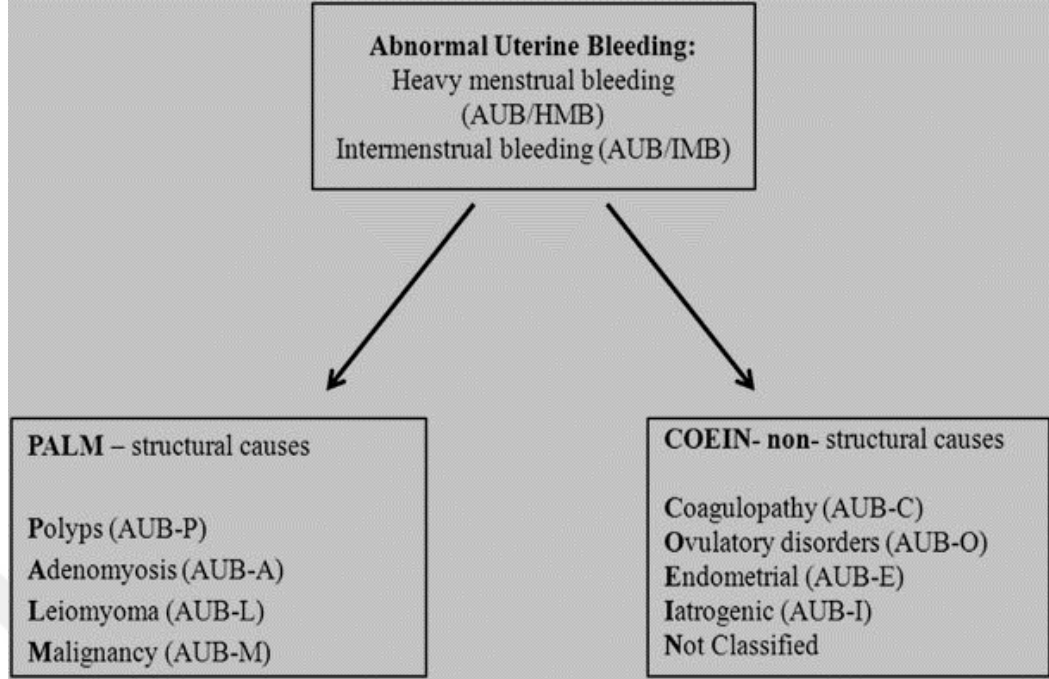 Abnormal Uterine Bleeding:
Heavy menstrual bleeding
(AUB/HMB)
Intermenstrual bleeding (AUB/IMB)
PALM – structural causes
Polyps (AUB-P)
Adenomyosis (AUB-A)
Leiomyoma (AUB-L)
Malignancy (AUB-M)
COEIN- non- structural causes
Coagulopathy (AUB-C)
Ovulatory disorders (AUB-O)
Endometrial (AUB-E)
Iatrogenic (AUB-I)
Not Classified